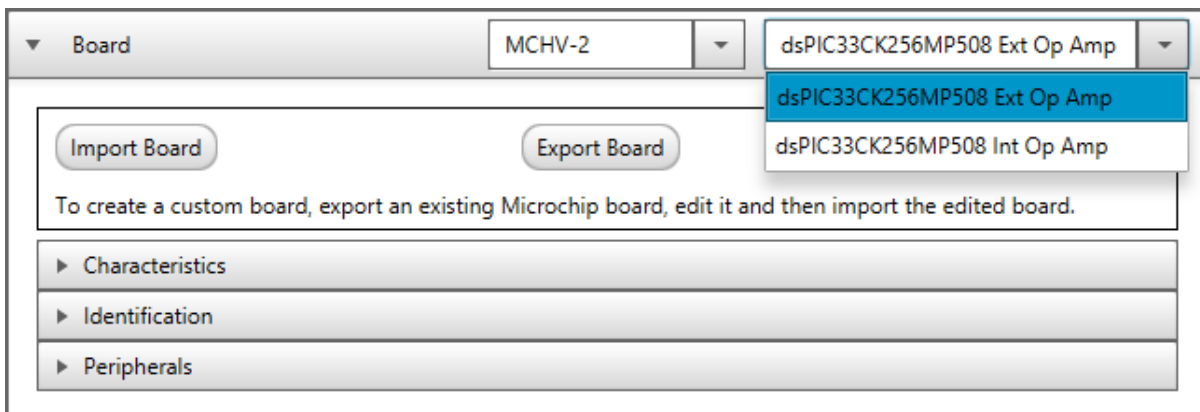 Board MCHV-2 dsPIC33CK256MP508 Ext Op Amp
dsPIC33CK256MP508 Ext Op Amp
Import Board Export Board dsPIC33CK256MP508 Int Op Amp
To create a custom board, export an existing Microchip board, edit it and then import the edited board.
Characteristics
Identification
Peripherals